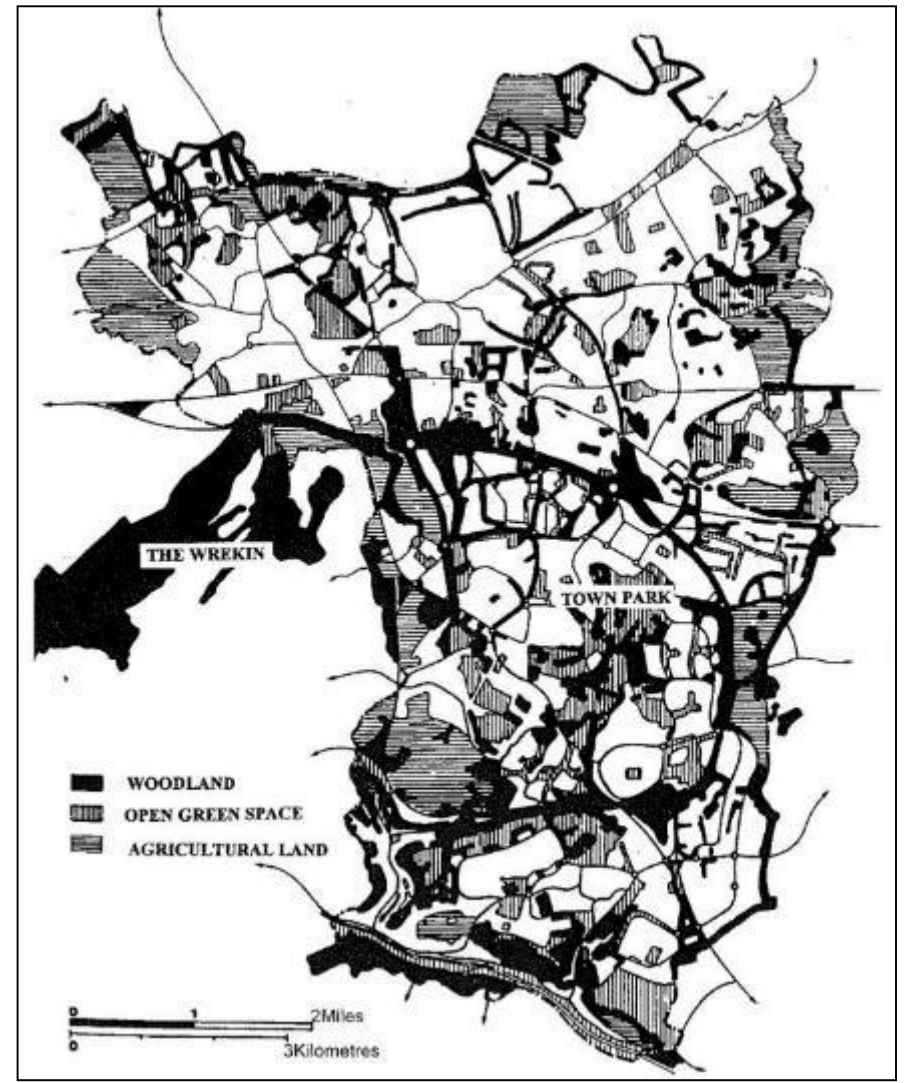 THE WREKIN
TOWN PARK
WOODLAND
OPEN GREEN SPACE
AGRICULTURAL LAND
0 1 2Miles
0 3Kilometres